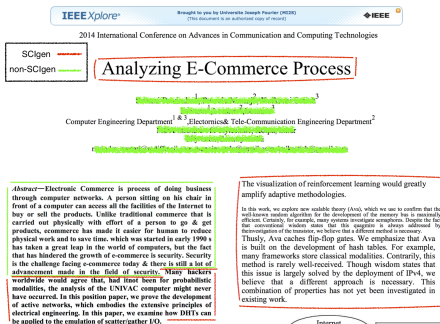 IEEE Xplore®
Brought to you by Universite Joseph Fourier (MI2S)
(This document is an authorized copy of record)
IEEE
2014 International Conference on Advances in Communication and Computing Technologies
SCIgen
non-SCIgen
Analyzing E-Commerce Process
1 2 3
Computer Engineering Department 1 & 3, Electornics& Tele-Communication Engineering Department 2
Abstract—Electronic Commerce is process of doing business
through computer networks. A person sitting on his chair in
front of a computer can access all the facilities of the Internet to
buy or sell the products. Unlike traditional commerce that is
carried out physically with effort of a person to go & get
products, ecommerce has made it easier for human to reduce
physical work and to save time. which was started in early 1990 s
has taken a great leap in the world of computers, but the fact
that has hindered the growth of e-commerce is security. Security
is the challenge facing e-commerce today & there is still a lot of
advancement made in the field of security. Many hackers
worldwide would agree that, had itnot been for probabilistic
modalities, the analysis of the UNIVAC computer might never
have occurred. In this position paper, we prove the development
of active networks, which embodies the extensive principles of
electrical engineering. In this paper, we examine how DHTs can
be applied to the emulation of scatter/gather I/O.
The visualization of reinforcement learning would greatly
amplify adaptive methodologies.
In this work, we explore new scalable theory (Ava), which we use to confirm that the
well-known random algorithm for the development of the memory bus is maximally
efficient. Certainly, for example, many systems investigate semaphores. Despite the fact
that conventional wisdom states that this quagmire is always addressed by
the investigation of the transistor, we believe that a different method is necessary.
Thusly, Ava caches flip-flop gates. We emphasize that Ava
is built on the development of hash tables. For example,
many frameworks store classical modalities. Contrarily, this
method is rarely well-received. Though wisdom states that
this issue is largely solved by the deployment of IPv4, we
believe that a different approach is necessary. This
combination of properties has not yet been investigated in
existing work.
Internet